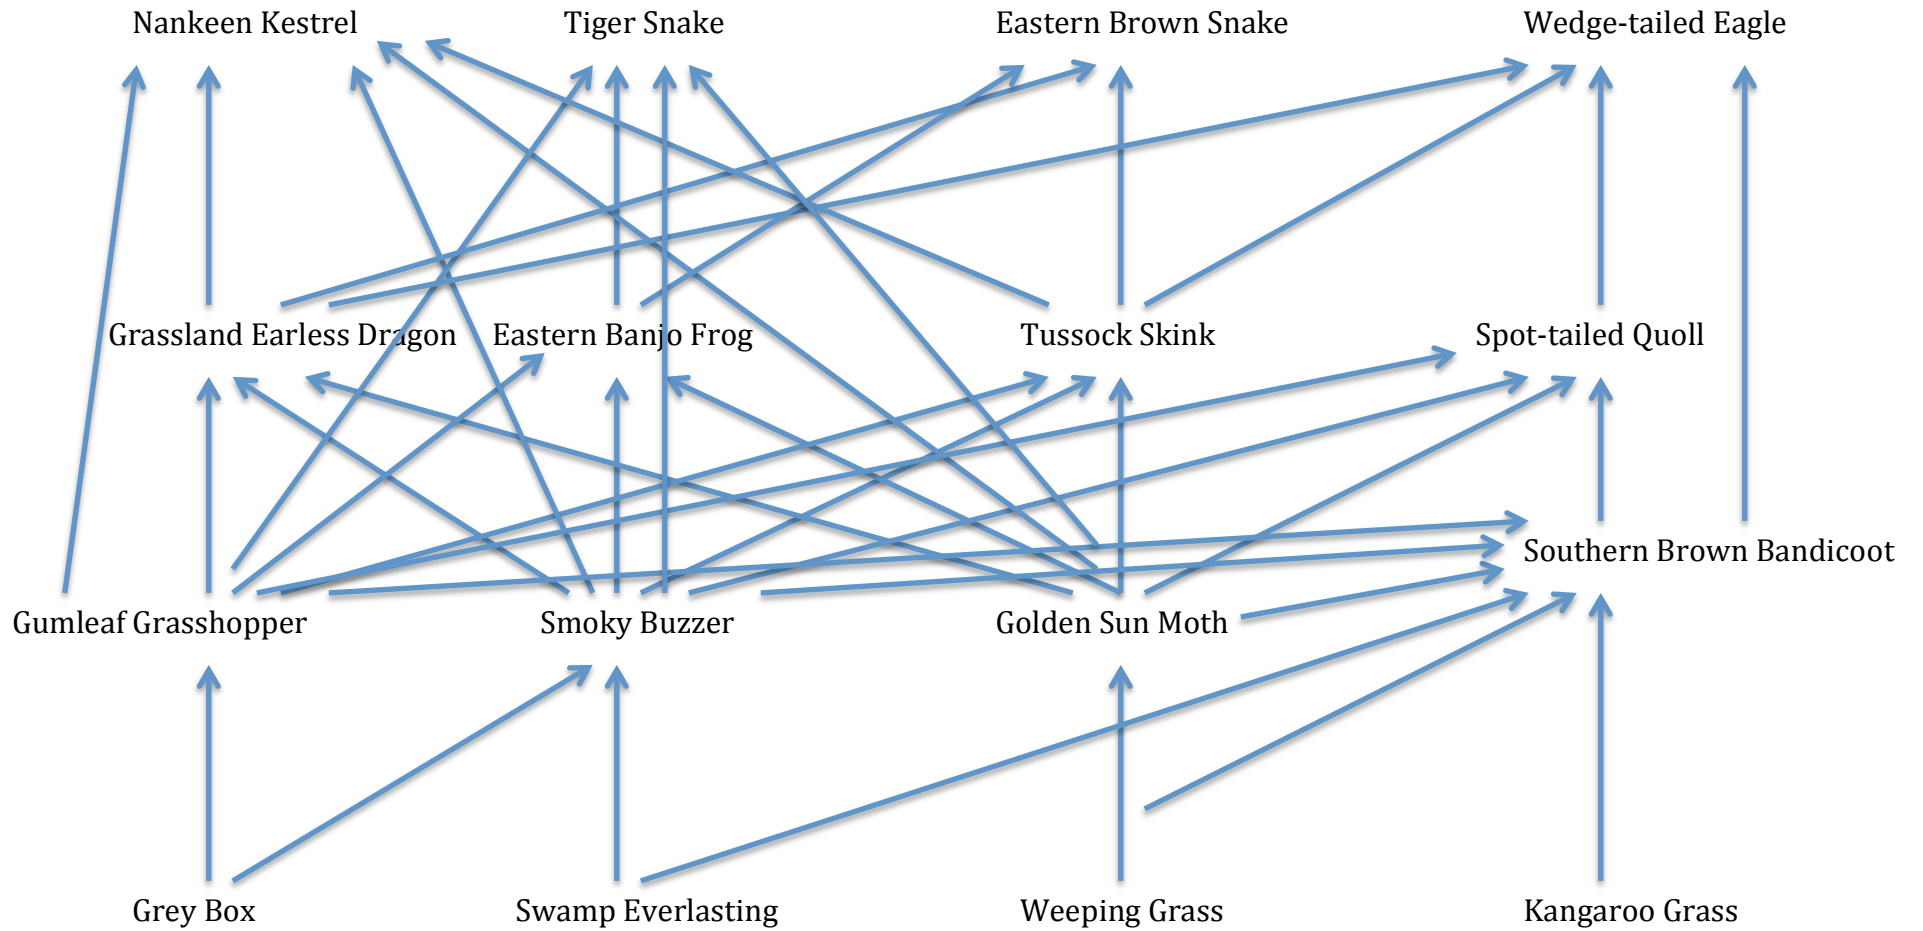 Nankeen Kestrel
Tiger Snake
Eastern Brown Snake
Wedge-tailed Eagle
Grassland Earless Dragon
Eastern Banjo Frog
Tussock Skink
Spot-tailed Quoll
Southern Brown Bandicoot
Gumleaf Grasshopper
Smoky Buzzer
Golden Sun Moth
Grey Box
Swamp Everlasting
Weeping Grass
Kangaroo Grass